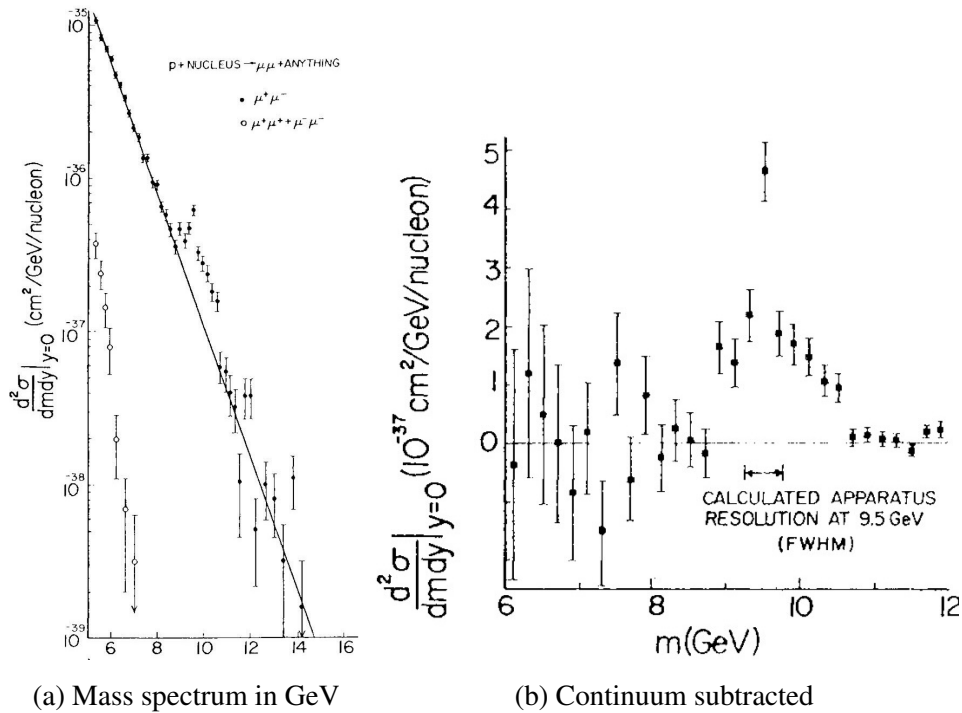 10⁻³⁵
10⁻³⁶
10⁻³⁷
10⁻³⁸
10⁻³⁹
d²σ/dmdy|y=0 (cm²/GeV/nucleon)
p+NUCLEUS→μμ+ANYTHING
• μ⁺μ⁻
○ μ⁺μ⁺+μ⁻μ⁻
6 8 10 12 14 16
(a) Mass spectrum in GeV
5
4
3
2
1
0
d²σ/dmdy|y=0 (10⁻³⁷ cm²/GeV/nucleon)
CALCULATED APPARATUS
RESOLUTION AT 9.5 GeV
(FWHM)
6 8 10 12
m(GeV)
(b) Continuum subtracted